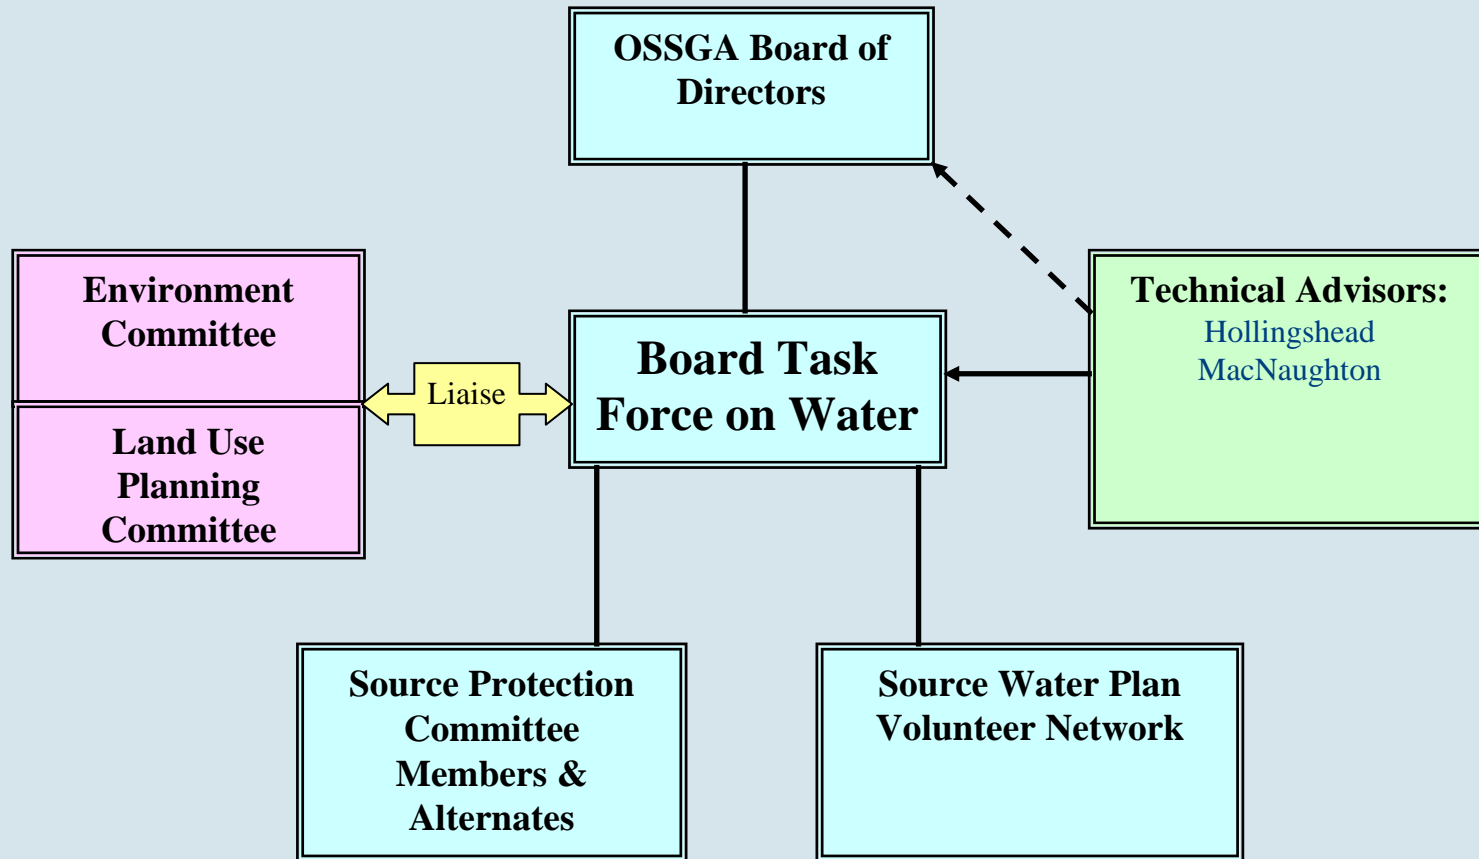 OSSGA Board of
Directors
Environment
Committee
Land Use
Planning
Committee
Liaise
Board Task
Force on Water
Technical Advisors:
Hollingshead
MacNaughton
Source Protection
Committee
Members &
Alternates
Source Water Plan
Volunteer Network